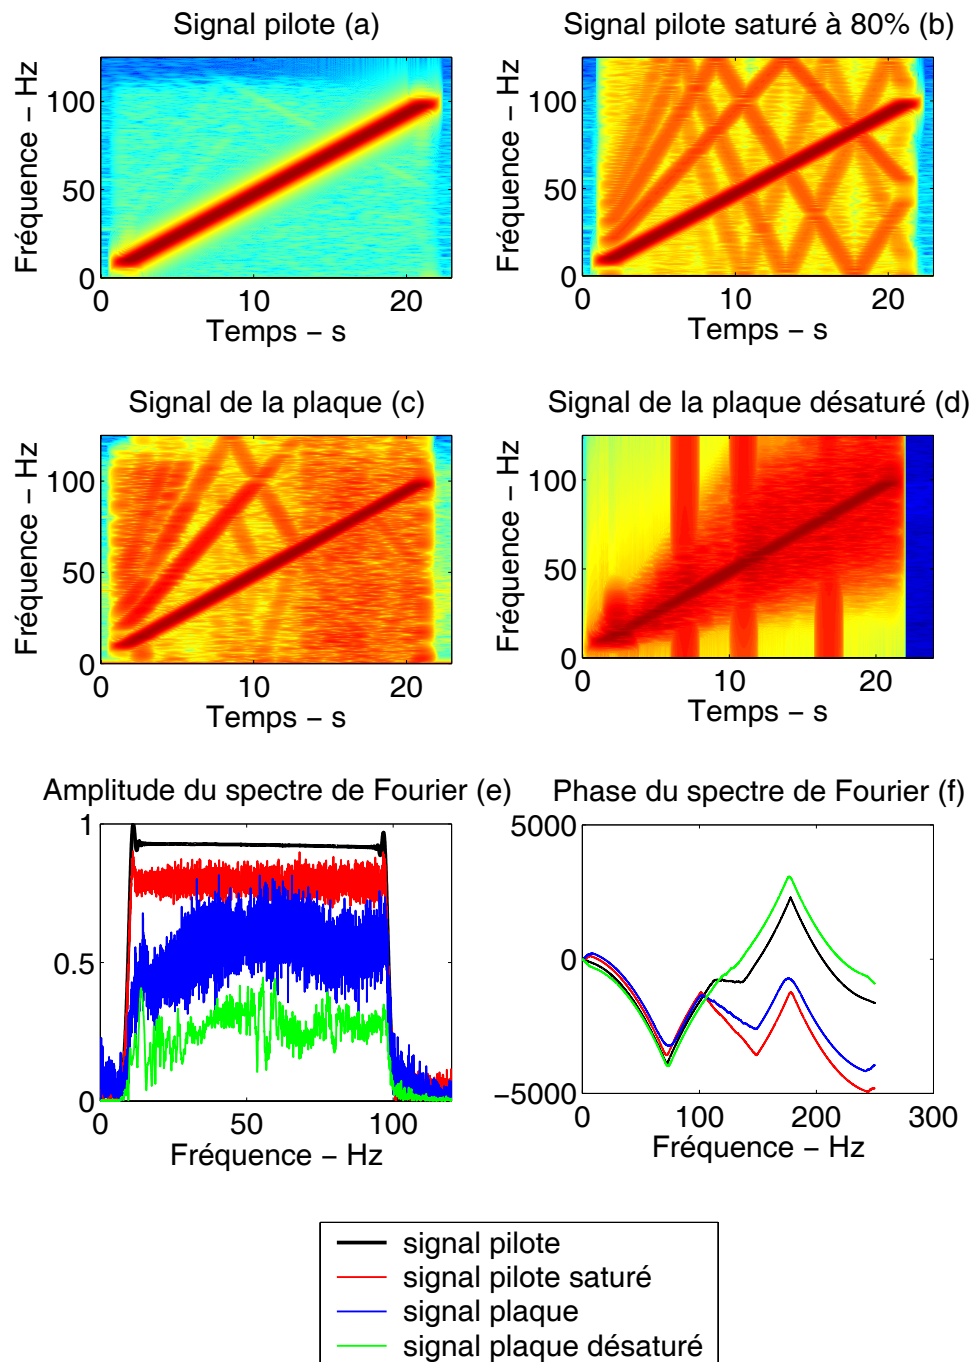 Signal pilote (a)
Signal pilote saturé à 80% (b)
Fréquence – Hz
100
50
0
0
10
20
Temps – s
Fréquence – Hz
100
50
0
0
10
20
Temps – s
Signal de la plaque (c)
Signal de la plaque désaturé (d)
Fréquence – Hz
100
50
0
0
10
20
Temps – s
Fréquence – Hz
100
50
0
0
10
20
Temps – s
Amplitude du spectre de Fourier (e)
Phase du spectre de Fourier (f)
1
0.5
0
0
50
100
Fréquence – Hz
5000
0
−5000
0
100
200
300
Fréquence – Hz
signal pilote
signal pilote saturé
signal plaque
signal plaque désaturé